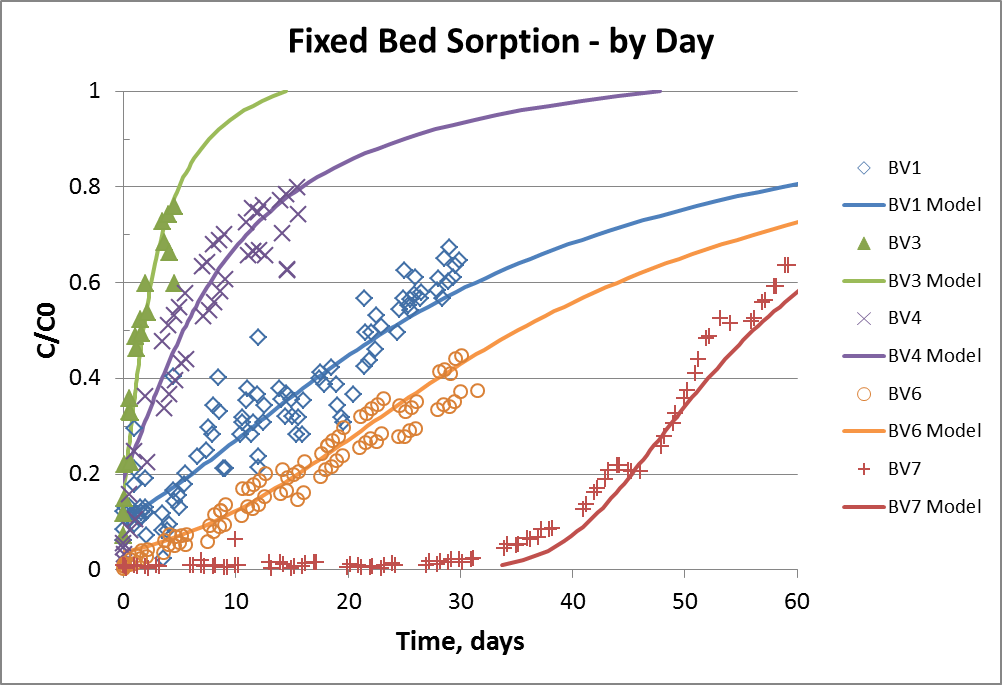 Fixed Bed Sorption - by Day
1
0.8
0.6
0.4
0.2
0
C/C0
0 10 20 30 40 50 60
Time, days
BV1
BV1 Model
BV3
BV3 Model
BV4
BV4 Model
BV6
BV6 Model
BV7
BV7 Model